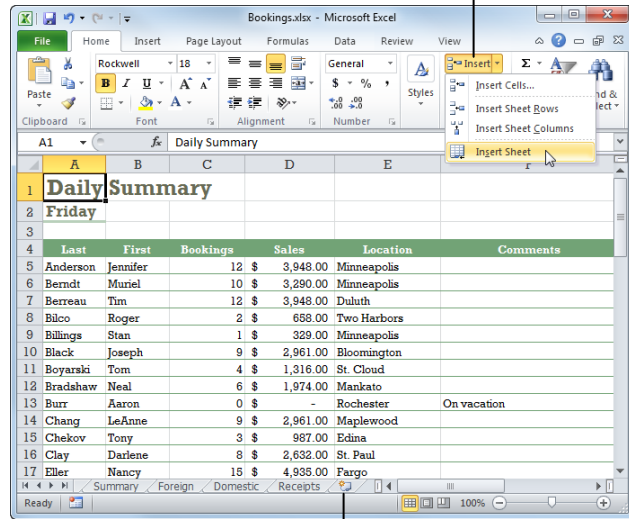 Bookings.xlsx - Microsoft Excel
File Home Insert Page Layout Formulas Data Review View
Paste
Clipboard
Rockwell 18
B I U A A
A
Font
Alignment
General
$ % ,
.0 .00 .00 .0
Number
Styles
Insert Σ
Insert Cells...
Insert Sheet Rows
Insert Sheet Columns
Insert Sheet
A1 fx Daily Summary
A B C D E
1 Daily Summary
2 Friday
3
4 Last First Bookings Sales Location Comments
5 Anderson Jennifer 12 $ 3,948.00 Minneapolis
6 Berndt Muriel 10 $ 3,290.00 Minneapolis
7 Berreau Tim 12 $ 3,948.00 Duluth
8 Bilco Roger 2 $ 658.00 Two Harbors
9 Billings Stan 1 $ 329.00 Minneapolis
10 Black Joseph 9 $ 2,961.00 Bloomington
11 Boyarski Tom 4 $ 1,316.00 St. Cloud
12 Bradshaw Neal 6 $ 1,974.00 Mankato
13 Burr Aaron 0 $ - Rochester On vacation
14 Chang LeAnne 9 $ 2,961.00 Maplewood
15 Chekov Tony 3 $ 987.00 Edina
16 Clay Darlene 8 $ 2,632.00 St. Paul
17 Eller Nancy 15 $ 4,935.00 Fargo
Summary Foreign Domestic Receipts
Ready 100%